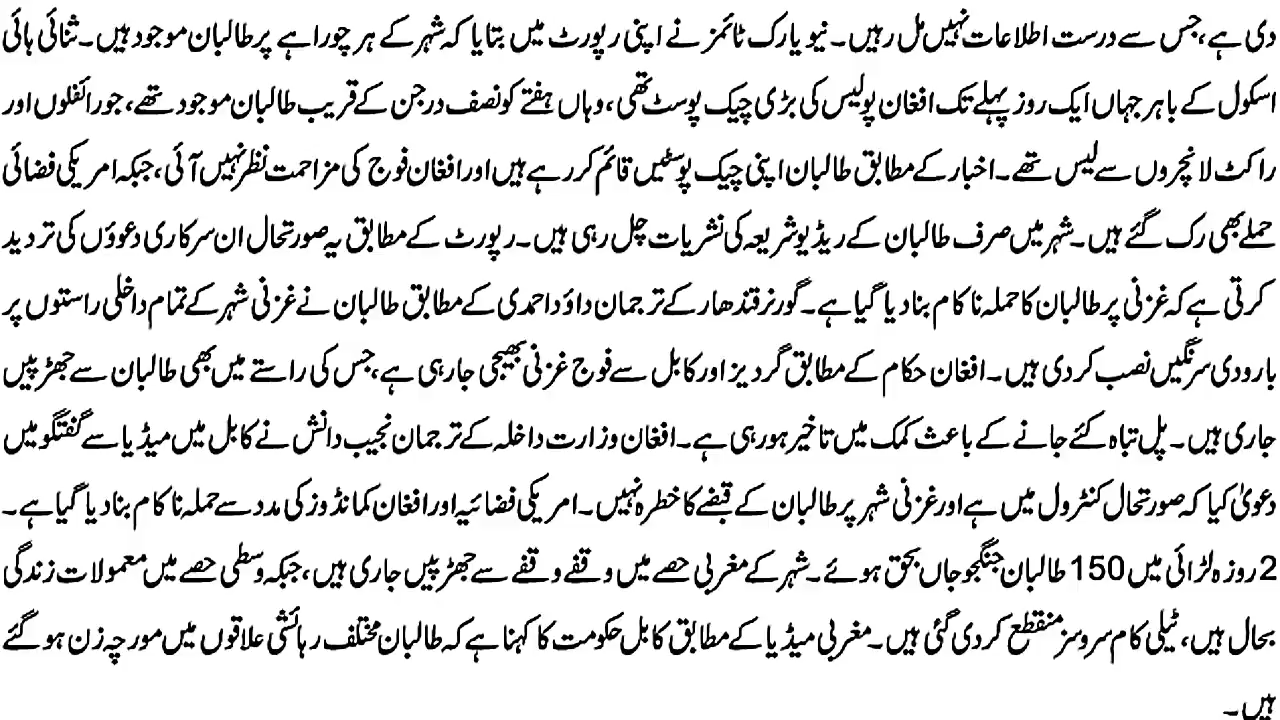 دی ہے، جس سے درست اطلاعات نہیں مل رہیں۔ نیویارک ٹائمز نے اپنی رپورٹ میں بتایا کہ شہر کے ہر چوراہے پر طالبان موجود ہیں۔ ثنائی ہائی
اسکول کے باہر جہاں ایک روز پہلے تک افغان پولیس کی بڑی چیک پوسٹ تھی، وہاں ہفتے کو نصف درجن کے قریب طالبان موجود تھے، جو رائفلوں اور
راکٹ لانچروں سے لیس تھے۔ اخبار کے مطابق طالبان اپنی چیک پوسٹیں قائم کر رہے ہیں اور افغان فوج کی مزاحمت نظر نہیں آئی، جبکہ امریکی فضائی
حملے بھی رک گئے ہیں۔ شہر میں صرف طالبان کے ریڈیو شریعہ کی نشریات چل رہی ہیں۔ رپورٹ کے مطابق یہ صورتحال ان سرکاری دعوؤں کی تردید
کرتی ہے کہ غزنی پر طالبان کا حملہ ناکام بنا دیا گیا ہے۔ گورنر قندھار کے ترجمان داؤد احمدی کے مطابق طالبان نے غزنی شہر کے تمام داخلی راستوں پر
بارودی سرنگیں نصب کر دی ہیں۔ افغان حکام کے مطابق گردیز اور کابل سے فوج غزنی بھیجی جا رہی ہے، جس کی راستے میں بھی طالبان سے جھڑپیں
جاری ہیں۔ پل تباہ کئے جانے کے باعث کمک میں تاخیر ہو رہی ہے۔ افغان وزارت داخلہ کے ترجمان نجیب دانش نے کابل میں میڈیا سے گفتگو میں
دعویٰ کیا کہ صورتحال کنٹرول میں ہے اور غزنی شہر پر طالبان کے قبضے کا خطرہ نہیں۔ امریکی فضائیہ اور افغان کمانڈوز کی مدد سے حملہ ناکام بنا دیا گیا ہے۔
2 روزہ لڑائی میں 150 طالبان جنگجو جاں بحق ہوئے۔ شہر کے مغربی حصے میں وقفے وقفے سے جھڑپیں جاری ہیں، جبکہ وسطی حصے میں معمولات زندگی
بحال ہیں، ٹیلی کام سروسز منقطع کر دی گئی ہیں۔ مغربی میڈیا کے مطابق کابل حکومت کا کہنا ہے کہ طالبان مختلف رہائشی علاقوں میں مورچہ زن ہو گئے
ہیں۔